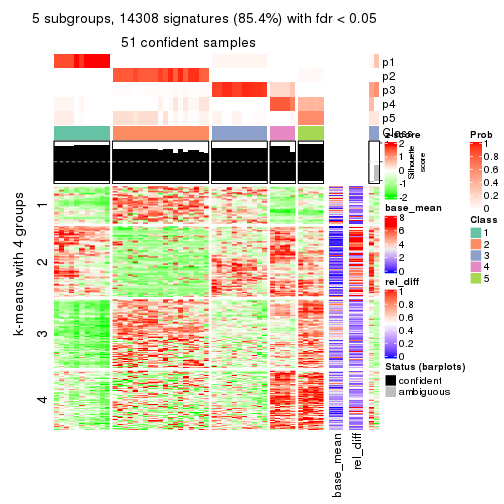 5 subgroups, 14308 signatures (85.4%) with fdr < 0.05
51 confident samples
p1
p2
p3
p4
p5
Class
z-score
2
1
0
-1
-2
Silhouette
score
Prob
1
0.8
0.6
0.4
0.2
0
base_mean
8
6
4
2
0
Class
1
2
3
4
5
rel_diff
1
0.8
0.6
0.4
0.2
0
Status (barplots)
confident
ambiguous
k-means with 4 groups
1
2
3
4
base_mean
rel_diff